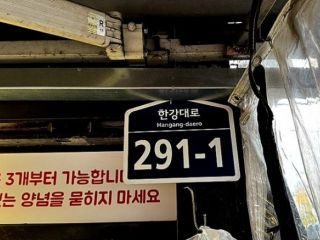 R
한강대로
Hangang-daero
291-1
3개부터 가능합니다
는 양념을 묻히지 마세요